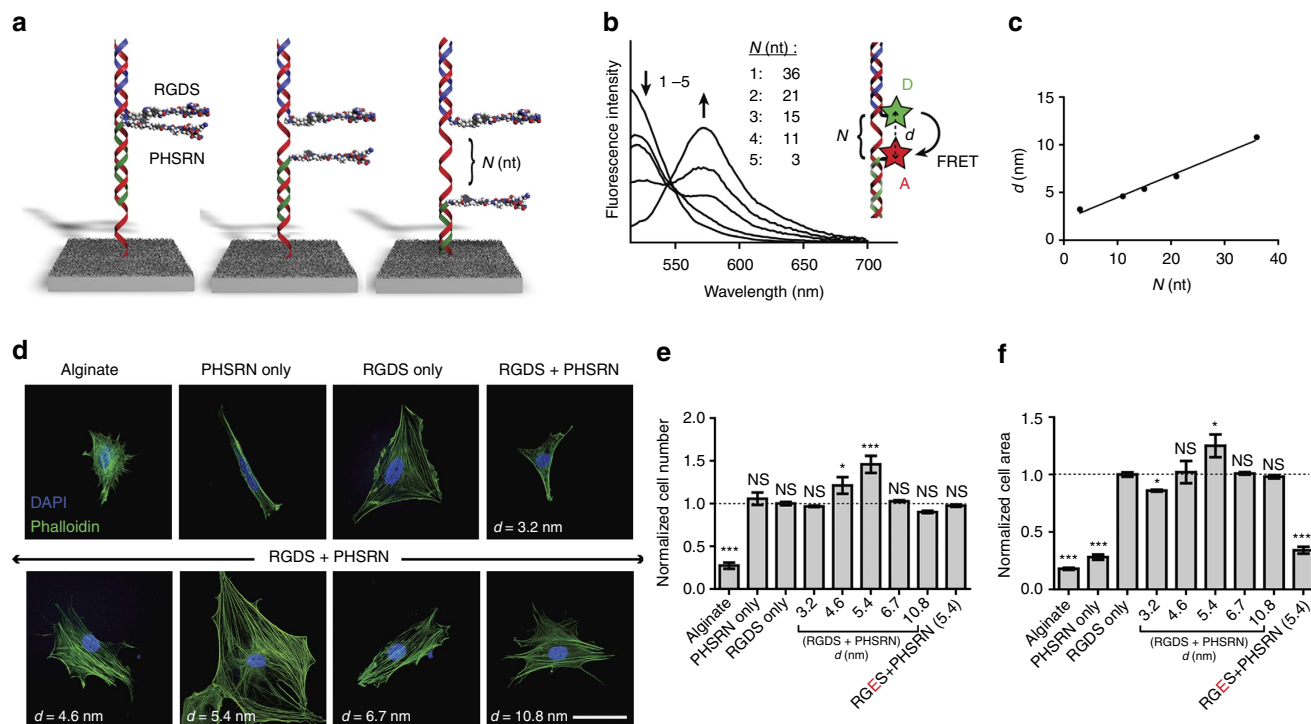 a
RGDS
PHSRN
N (nt)
b
Fluorescence intensity
1 –5
N (nt) :
1: 36
2: 21
3: 15
4: 11
5: 3
D
N
d
FRET
A
550 600 650 700
Wavelength (nm)
c
d (nm)
15
10
5
0
0 10 20 30 40
N (nt)
d
Alginate
PHSRN only
RGDS only
RGDS + PHSRN
DAPI
Phalloidin
d = 3.2 nm
RGDS + PHSRN
d = 4.6 nm
d = 5.4 nm
d = 6.7 nm
d = 10.8 nm
e
Normalized cell number
2.0
1.5
1.0
0.5
0.0
***
NS
NS
NS
*
***
NS
NS
NS
Alginate
PHSRN only
RGDS only
3.2
4.6
5.4
6.7
10.8
RGES+PHSRN (5.4)
(RGDS + PHSRN)
d (nm)
f
Normalized cell area
1.5
1.0
0.5
0.0
***
***
*
NS
*
NS
NS
***
Alginate
PHSRN only
RGDS only
3.2
4.6
5.4
6.7
10.8
RGES+PHSRN (5.4)
(RGDS + PHSRN)
d (nm)